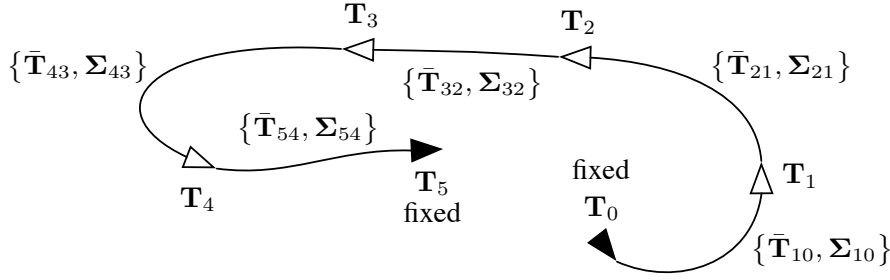 T₃
T₂
{T̄₄₃, Σ₄₃}
{T̄₃₂, Σ₃₂}
{T̄₂₁, Σ₂₁}
{T̄₅₄, Σ₅₄}
T₄
T₅
fixed
fixed
T₀
T₁
{T̄₁₀, Σ₁₀}